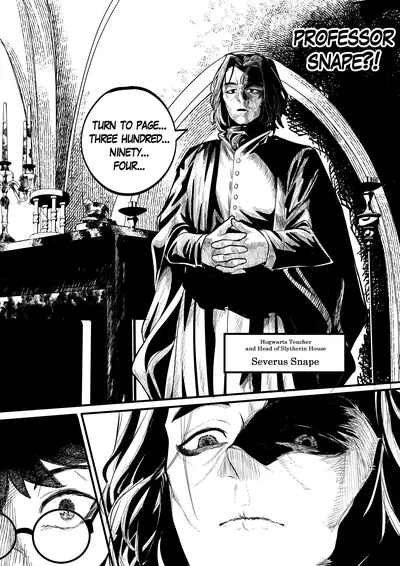 PROFESSOR
SNAPE?!
TURN TO PAGE...
THREE HUNDRED...
NINETY...
FOUR...
Hogwarts Teacher
and Head of Slytherin House
Severus Snape